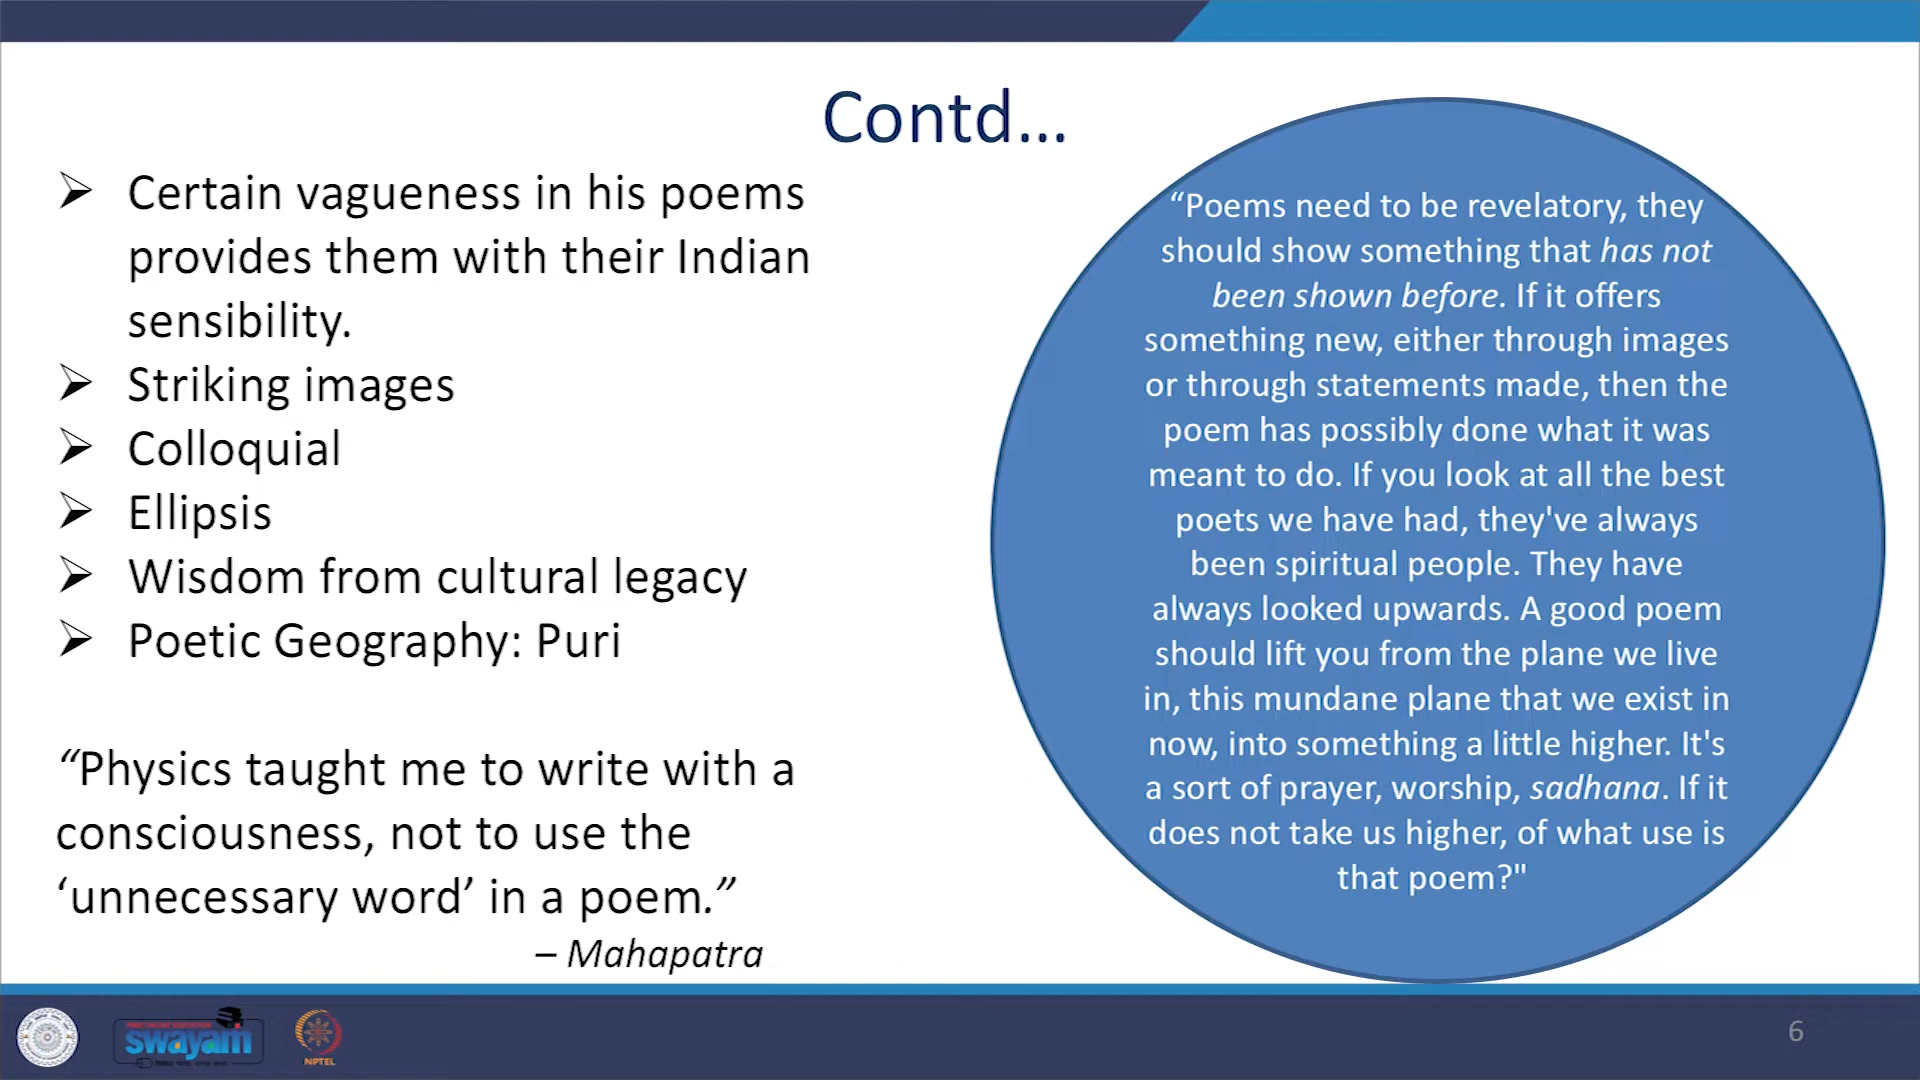 Contd...
➢ Certain vagueness in his poems
provides them with their Indian
sensibility.
➢ Striking images
➢ Colloquial
➢ Ellipsis
➢ Wisdom from cultural legacy
➢ Poetic Geography: Puri
“Physics taught me to write with a
consciousness, not to use the
‘unnecessary word’ in a poem.”
– Mahapatra
“Poems need to be revelatory, they
should show something that has not
been shown before. If it offers
something new, either through images
or through statements made, then the
poem has possibly done what it was
meant to do. If you look at all the best
poets we have had, they've always
been spiritual people. They have
always looked upwards. A good poem
should lift you from the plane we live
in, this mundane plane that we exist in
now, into something a little higher. It's
a sort of prayer, worship, sadhana. If it
does not take us higher, of what use is
that poem?"
swayam
NPTEL
6